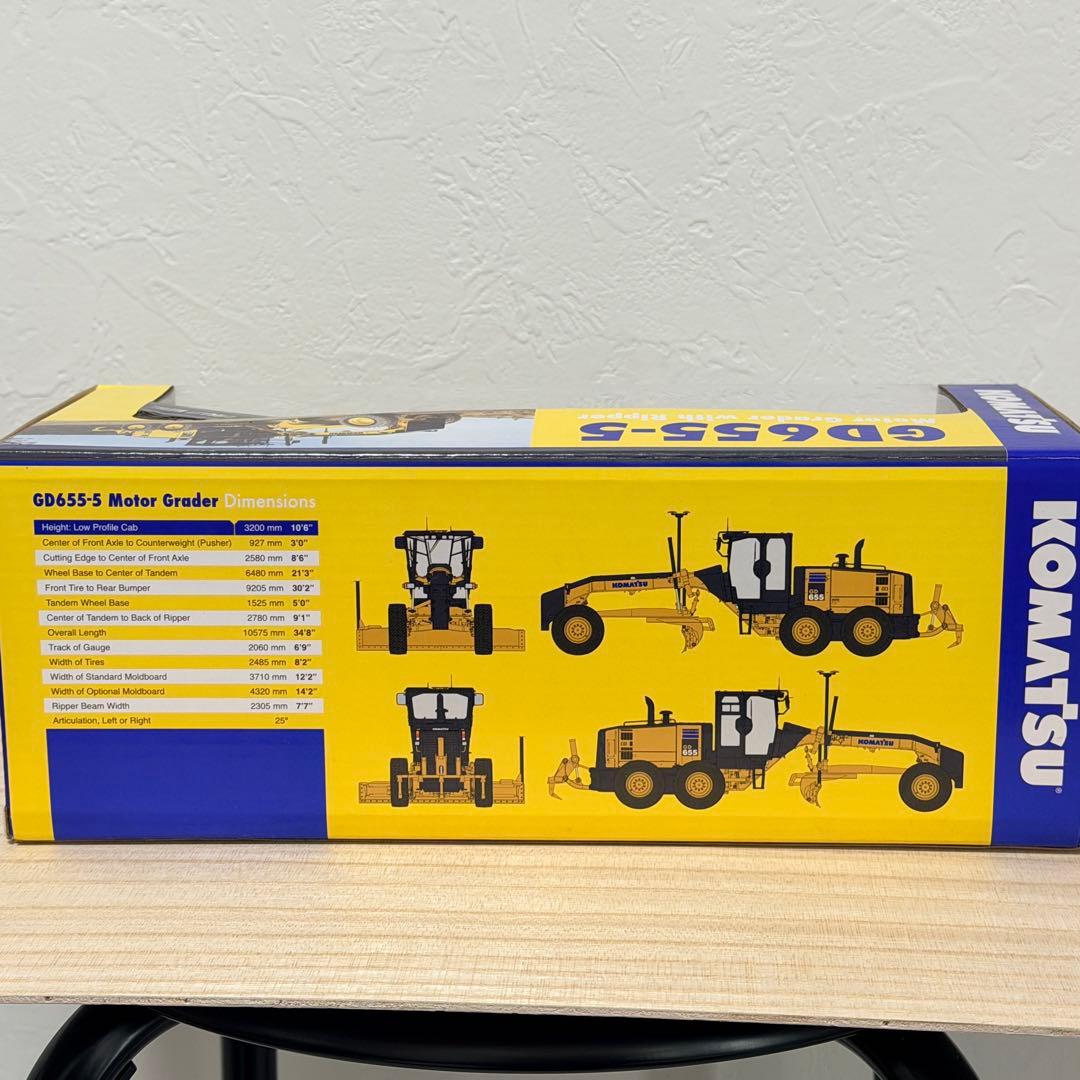 GD655-5
Motor Grader with Ripper
KOMATSU
GD655-5 Motor Grader Dimensions
Height: Low Profile Cab 3200 mm 10'6"
Center of Front Axle to Counterweight (Pusher) 927 mm 3'0"
Cutting Edge to Center of Front Axle 2580 mm 8'6"
Wheel Base to Center of Tandem 6480 mm 21'3"
Front Tire to Rear Bumper 9205 mm 30'2"
Tandem Wheel Base 1525 mm 5'0"
Center of Tandem to Back of Ripper 2780 mm 9'1"
Overall Length 10575 mm 34'8"
Track of Gauge 2060 mm 6'9"
Width of Tires 2485 mm 8'2"
Width of Standard Moldboard 3710 mm 12'2"
Width of Optional Moldboard 4320 mm 14'2"
Ripper Beam Width 2305 mm 7'7"
Articulation, Left or Right 25°
KOMATSU
GD
655
KOMATSU
GD
655
KOMATSU
KOMATSU®